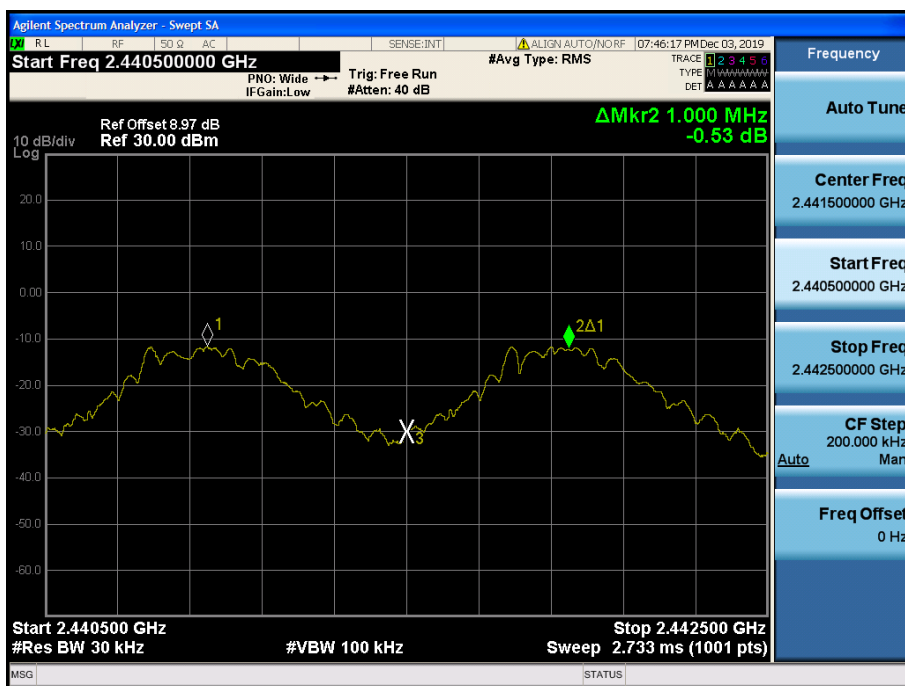 Agilent Spectrum Analyzer - Swept SA
LXI RL RF 50 Ω AC SENSE:INT ALIGN AUTO/NO RF 07:46:17 PM Dec 03, 2019
Start Freq 2.440500000 GHz
#Avg Type: RMS
TRACE 1 2 3 4 5 6
TYPE MWWWWW
DET A A A A A A
PNO: Wide
IFGain:Low
Trig: Free Run
#Atten: 40 dB
ΔMkr2 1.000 MHz
-0.53 dB
Ref Offset 8.97 dB
10 dB/div Ref 30.00 dBm
Log
20.0
10.0
0.00
-10.0
-20.0
-30.0
-40.0
-50.0
-60.0
1
2Δ1
3
Start 2.440500 GHz Stop 2.442500 GHz
#Res BW 30 kHz #VBW 100 kHz Sweep 2.733 ms (1001 pts)
MSG STATUS
Frequency
Auto Tune
Center Freq
2.441500000 GHz
Start Freq
2.440500000 GHz
Stop Freq
2.442500000 GHz
CF Step
200.000 kHz
Auto Man
Freq Offset
0 Hz